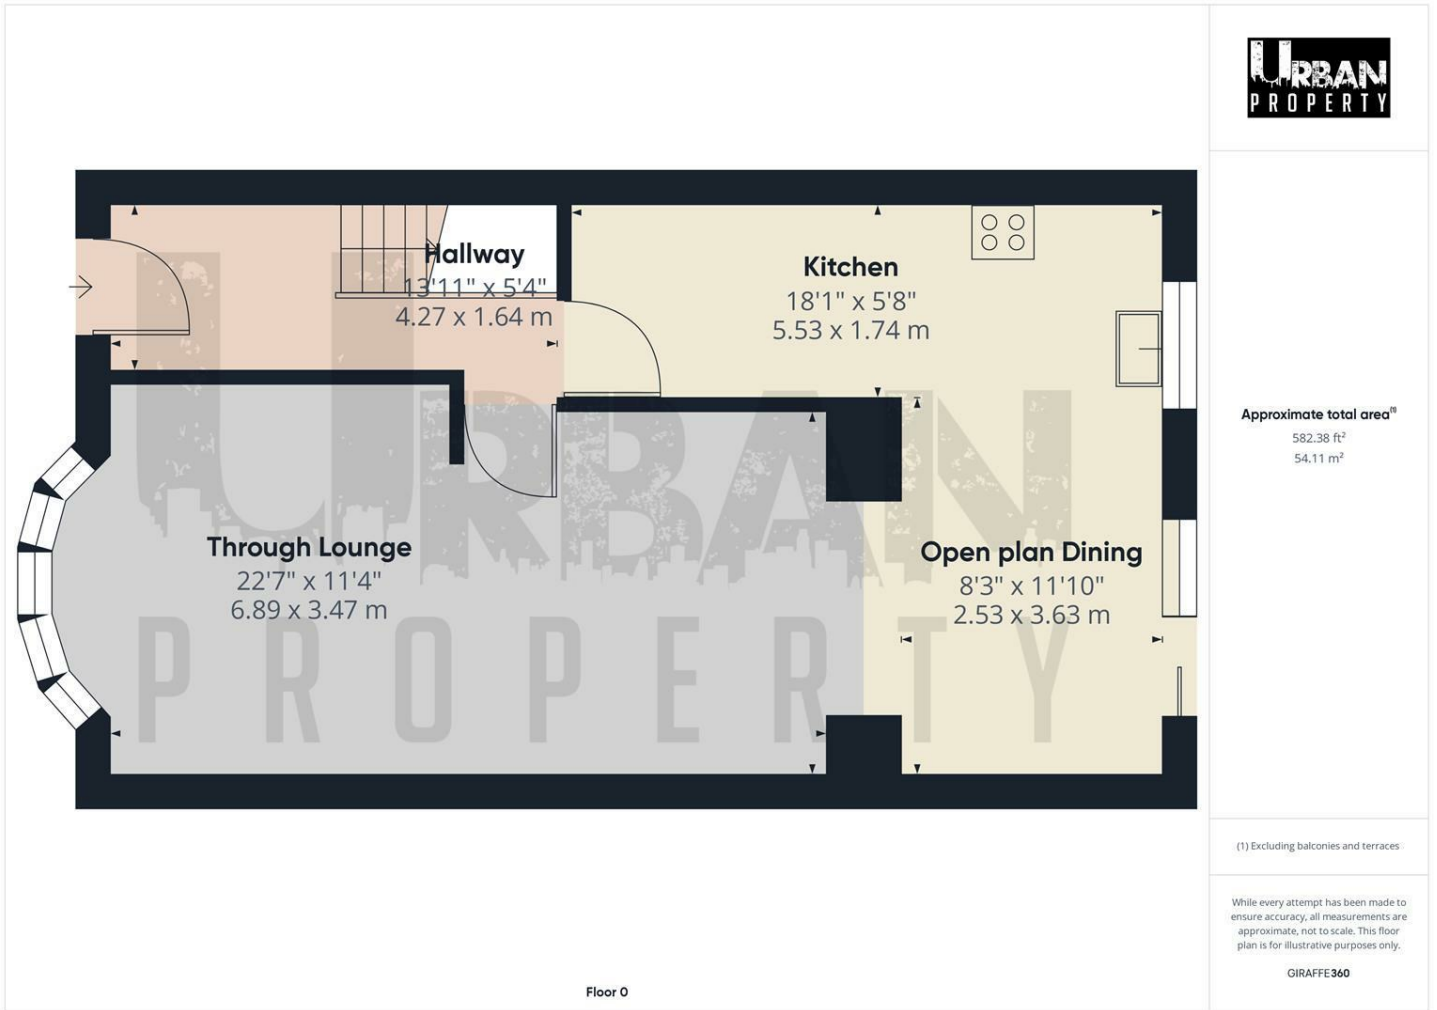 URBAN
PROPERTY
Hallway
13'11" x 5'4"
4.27 x 1.64 m
Kitchen
18'1" x 5'8"
5.53 x 1.74 m
Through Lounge
22'7" x 11'4"
6.89 x 3.47 m
Open plan Dining
8'3" x 11'10"
2.53 x 3.63 m
URBAN
PROPERTY
Approximate total area(1)
582.38 ft²
54.11 m²
(1) Excluding balconies and terraces
While every attempt has been made to
ensure accuracy, all measurements are
approximate, not to scale. This floor
plan is for illustrative purposes only.
GIRAFFE360
Floor 0